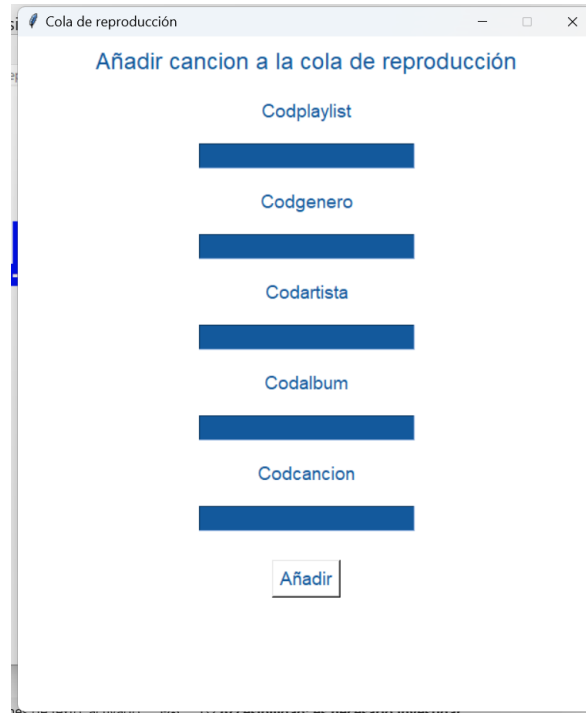 Cola de reproducción
Añadir cancion a la cola de reproducción
Codplaylist
Codgenero
Codartista
Codalbum
Codcancion
Añadir